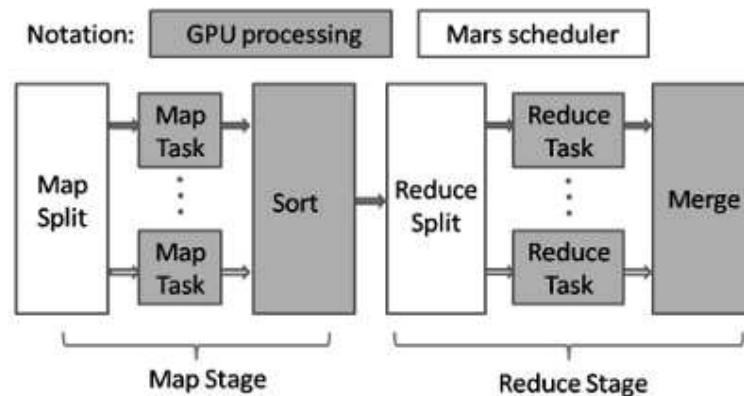 Notation: GPU processing Mars scheduler
Map
Split
Map
Task
Map
Task
Sort
Reduce
Split
Reduce
Task
Reduce
Task
Merge
Map Stage
Reduce Stage